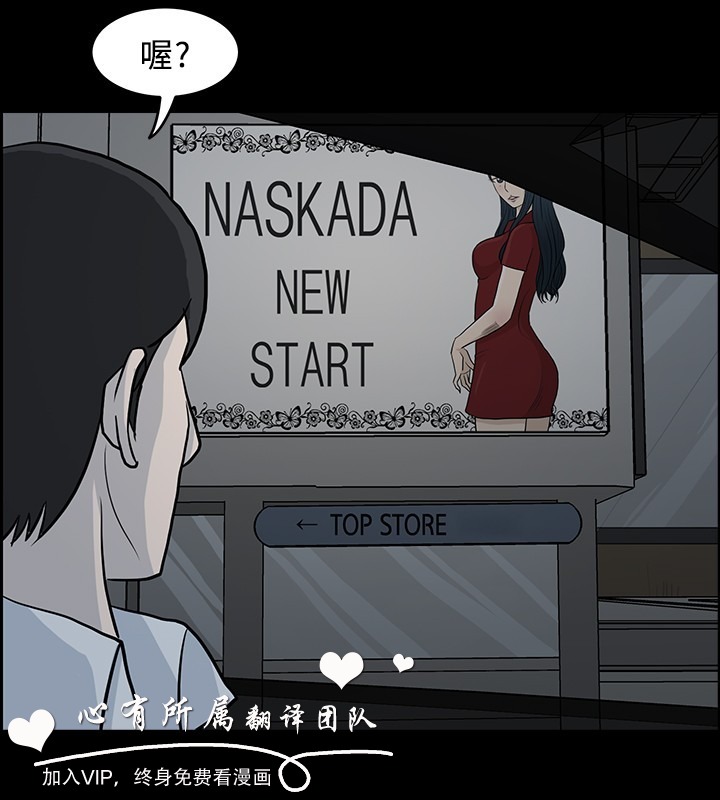 喔?
NASKADA
NEW
START
← TOP STORE
心有所属翻译团队
加入VIP，终身免费看漫画